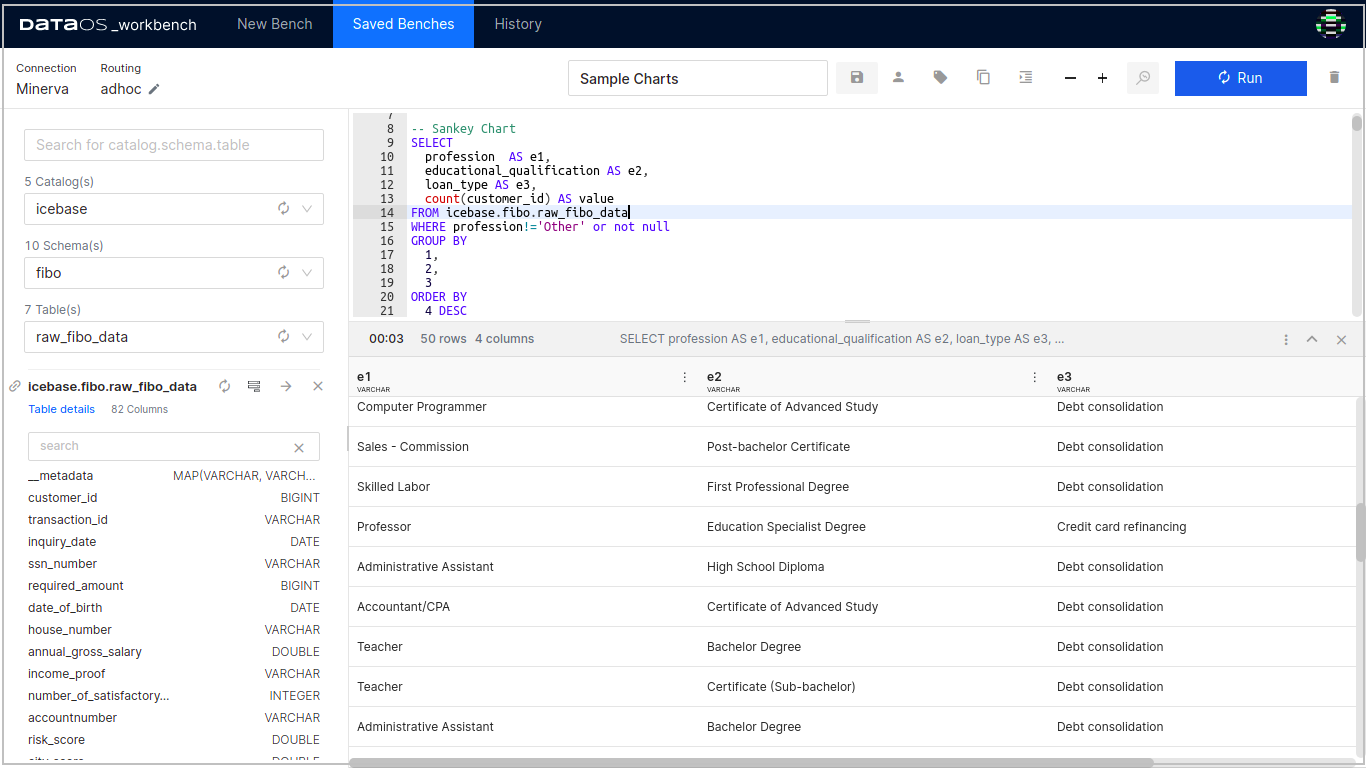 DATAOS _workbench New Bench Saved Benches History
Connection Routing
Minerva adhoc
Sample Charts
Run
Search for catalog.schema.table
5 Catalog(s)
icebase
10 Schema(s)
fibo
7 Table(s)
raw_fibo_data
icebase.fibo.raw_fibo_data
Table details 82 Columns
search
__metadata MAP(VARCHAR, VARCH...
customer_id BIGINT
transaction_id VARCHAR
inquiry_date DATE
ssn_number VARCHAR
required_amount BIGINT
date_of_birth DATE
house_number VARCHAR
annual_gross_salary DOUBLE
income_proof VARCHAR
number_of_satisfactory... INTEGER
accountnumber VARCHAR
risk_score DOUBLE
7
8 -- Sankey Chart
9 SELECT
10 profession AS e1,
11 educational_qualification AS e2,
12 loan_type AS e3,
13 count(customer_id) AS value
14 FROM icebase.fibo.raw_fibo_data
15 WHERE profession!='Other' or not null
16 GROUP BY
17 1,
18 2,
19 3
20 ORDER BY
21 4 DESC
00:03 50 rows 4 columns SELECT profession AS e1, educational_qualification AS e2, loan_type AS e3, ...
e1 e2 e3
VARCHAR VARCHAR VARCHAR
Computer Programmer Certificate of Advanced Study Debt consolidation
Sales - Commission Post-bachelor Certificate Debt consolidation
Skilled Labor First Professional Degree Debt consolidation
Professor Education Specialist Degree Credit card refinancing
Administrative Assistant High School Diploma Debt consolidation
Accountant/CPA Certificate of Advanced Study Debt consolidation
Teacher Bachelor Degree Debt consolidation
Teacher Certificate (Sub-bachelor) Debt consolidation
Administrative Assistant Bachelor Degree Debt consolidation